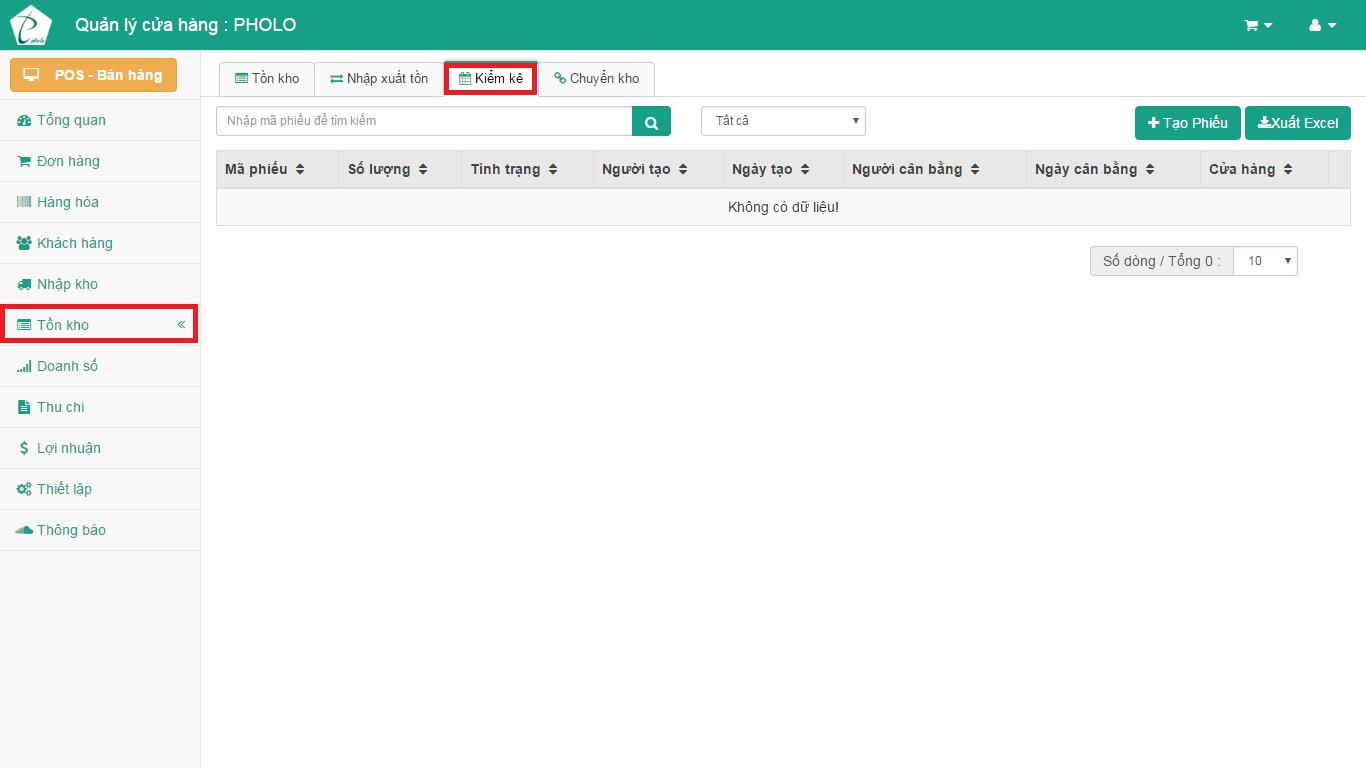 pholo
Quản lý cửa hàng : PHOLO
POS - Bán hàng
Tổng quan
Đơn hàng
Hàng hóa
Khách hàng
Nhập kho
Tồn kho
Doanh số
Thu chi
Lợi nhuận
Thiết lập
Thông báo
Tồn kho Nhập xuất tồn Kiểm kê Chuyển kho
Nhập mã phiếu để tìm kiếm Tất cả Tạo Phiếu Xuất Excel
Mã phiếu Số lượng Tình trạng Người tạo Ngày tạo Người cân bằng Ngày cân bằng Cửa hàng
Không có dữ liệu!
Số dòng / Tổng 0 : 10